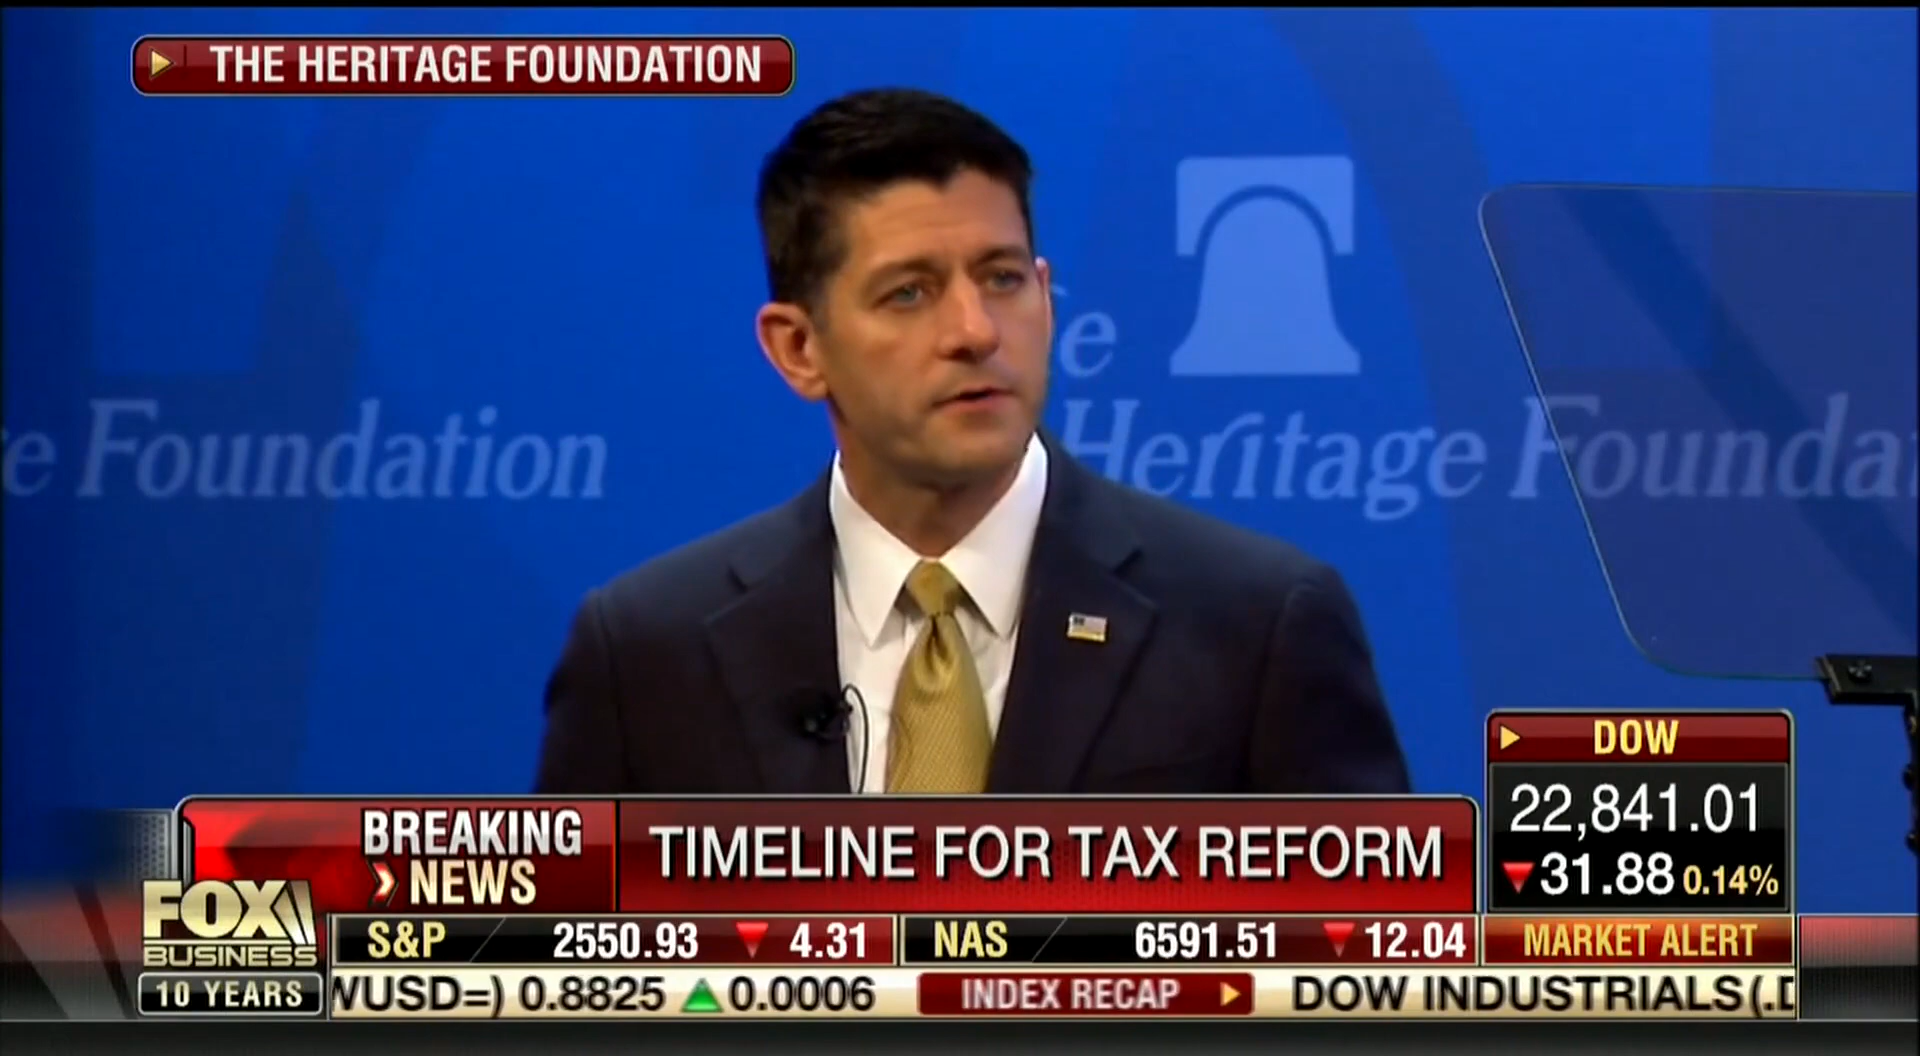 THE HERITAGE FOUNDATION
e
e Foundation
Heritage Foundat
DOW
22,841.01
31.88 0.14%
BREAKING
NEWS
TIMELINE FOR TAX REFORM
FOX
BUSINESS
10 YEARS
S&P 2550.93 4.31
NAS 6591.51 12.04
MARKET ALERT
WUSD=) 0.8825 0.0006
INDEX RECAP
DOW INDUSTRIALS(.D